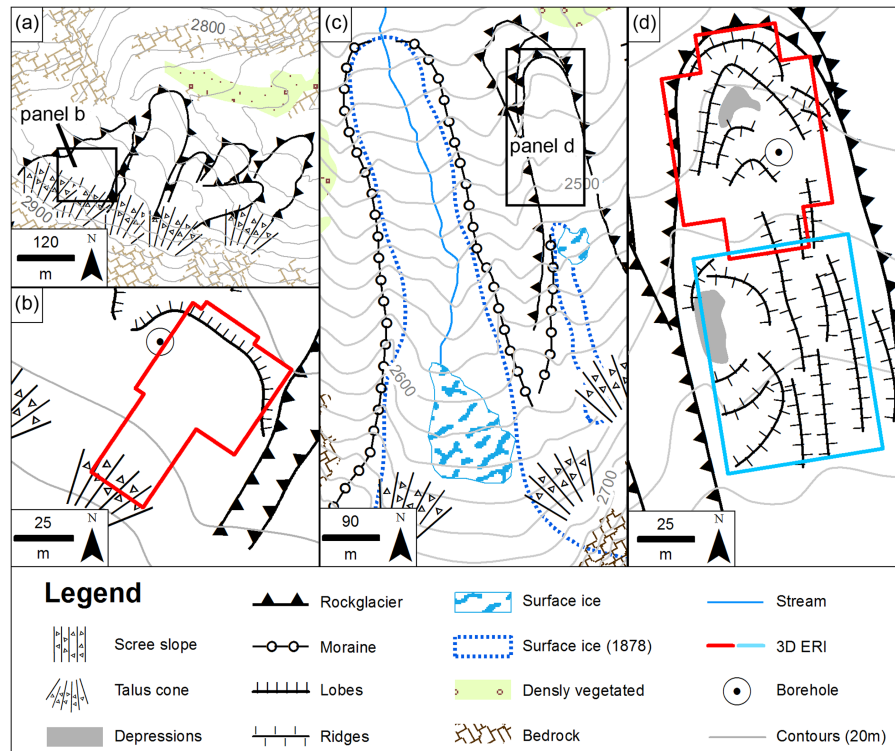 (a)
2800
panel b
2900
120
m
N
(b)
25
m
N
(c)
2500
panel d
2600
2700
90
m
N
(d)
25
m
N
Legend
Scree slope
Talus cone
Depressions
Rockglacier
Moraine
Lobes
Ridges
Surface ice
Surface ice (1878)
Densly vegetated
Bedrock
Stream
3D ERI
Borehole
Contours (20m)